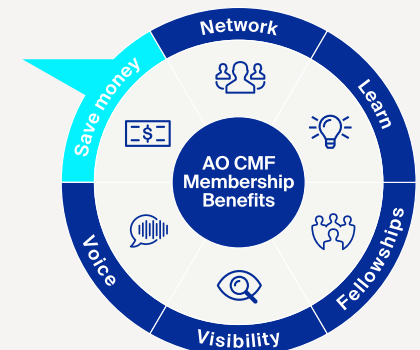 Network
Learn
Fellowships
Visibility
Voice
Save money
$
AO CMF
Membership
Benefits